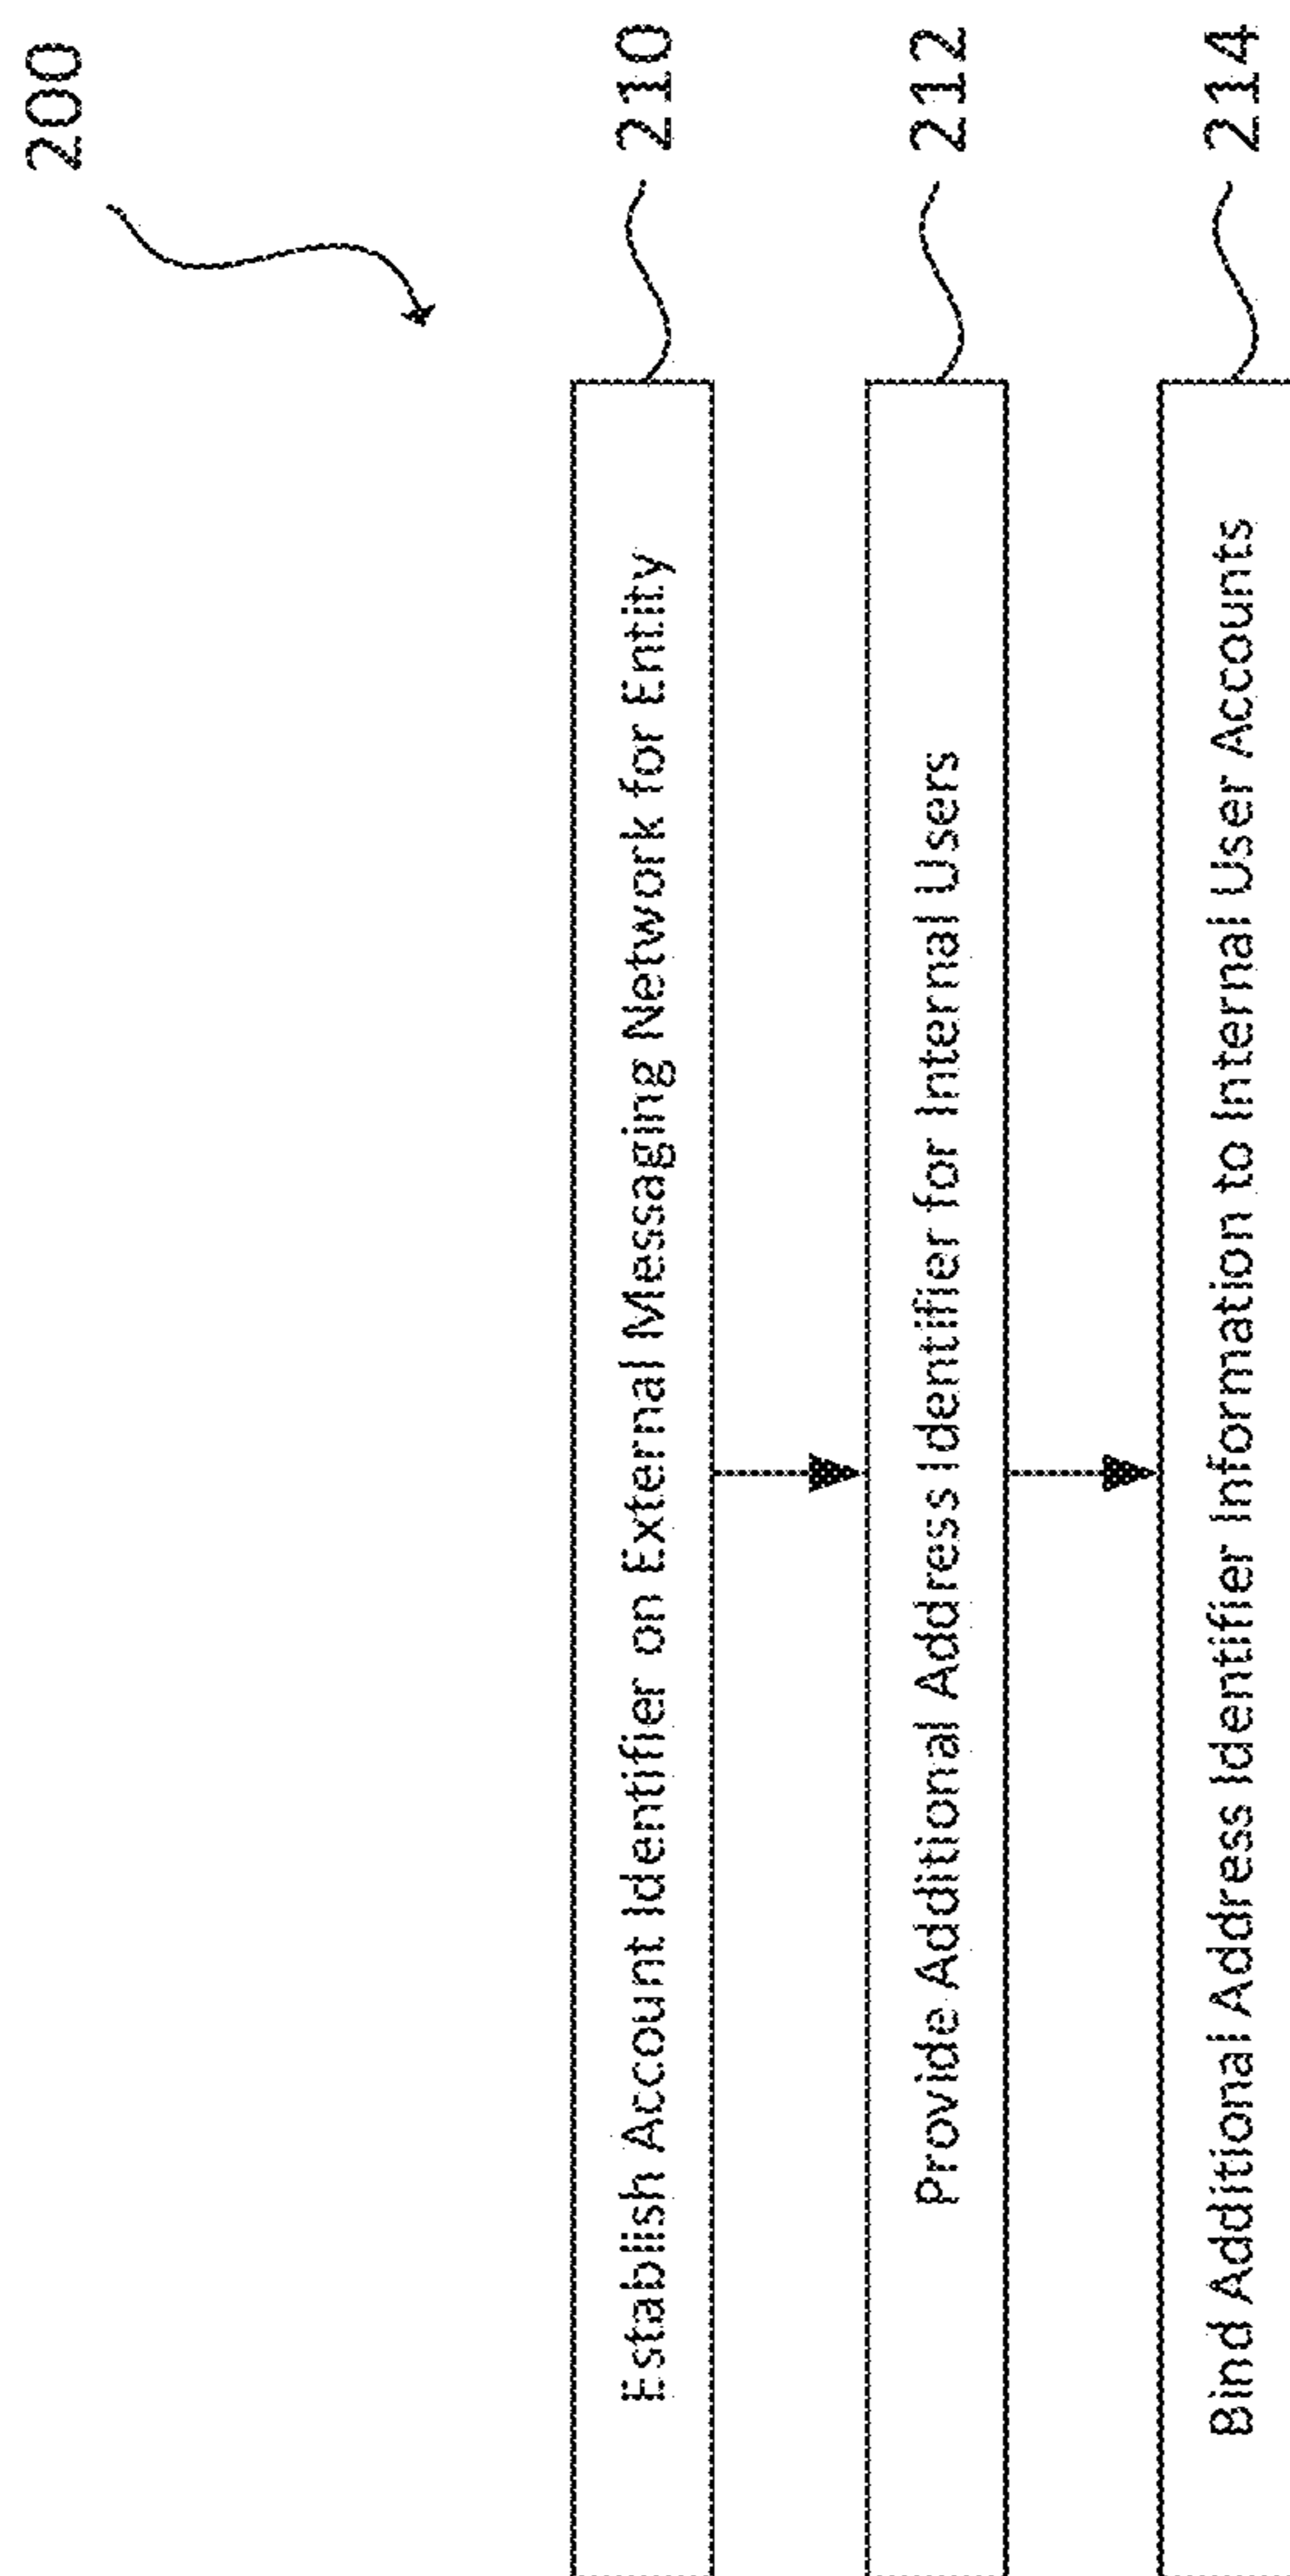 200
Establish Account Identifier on External Messaging Network for Entity
210
Provide Additional Address Identifier for Internal Users
212
Bind Additional Address Identifier Information to Internal User Accounts
214